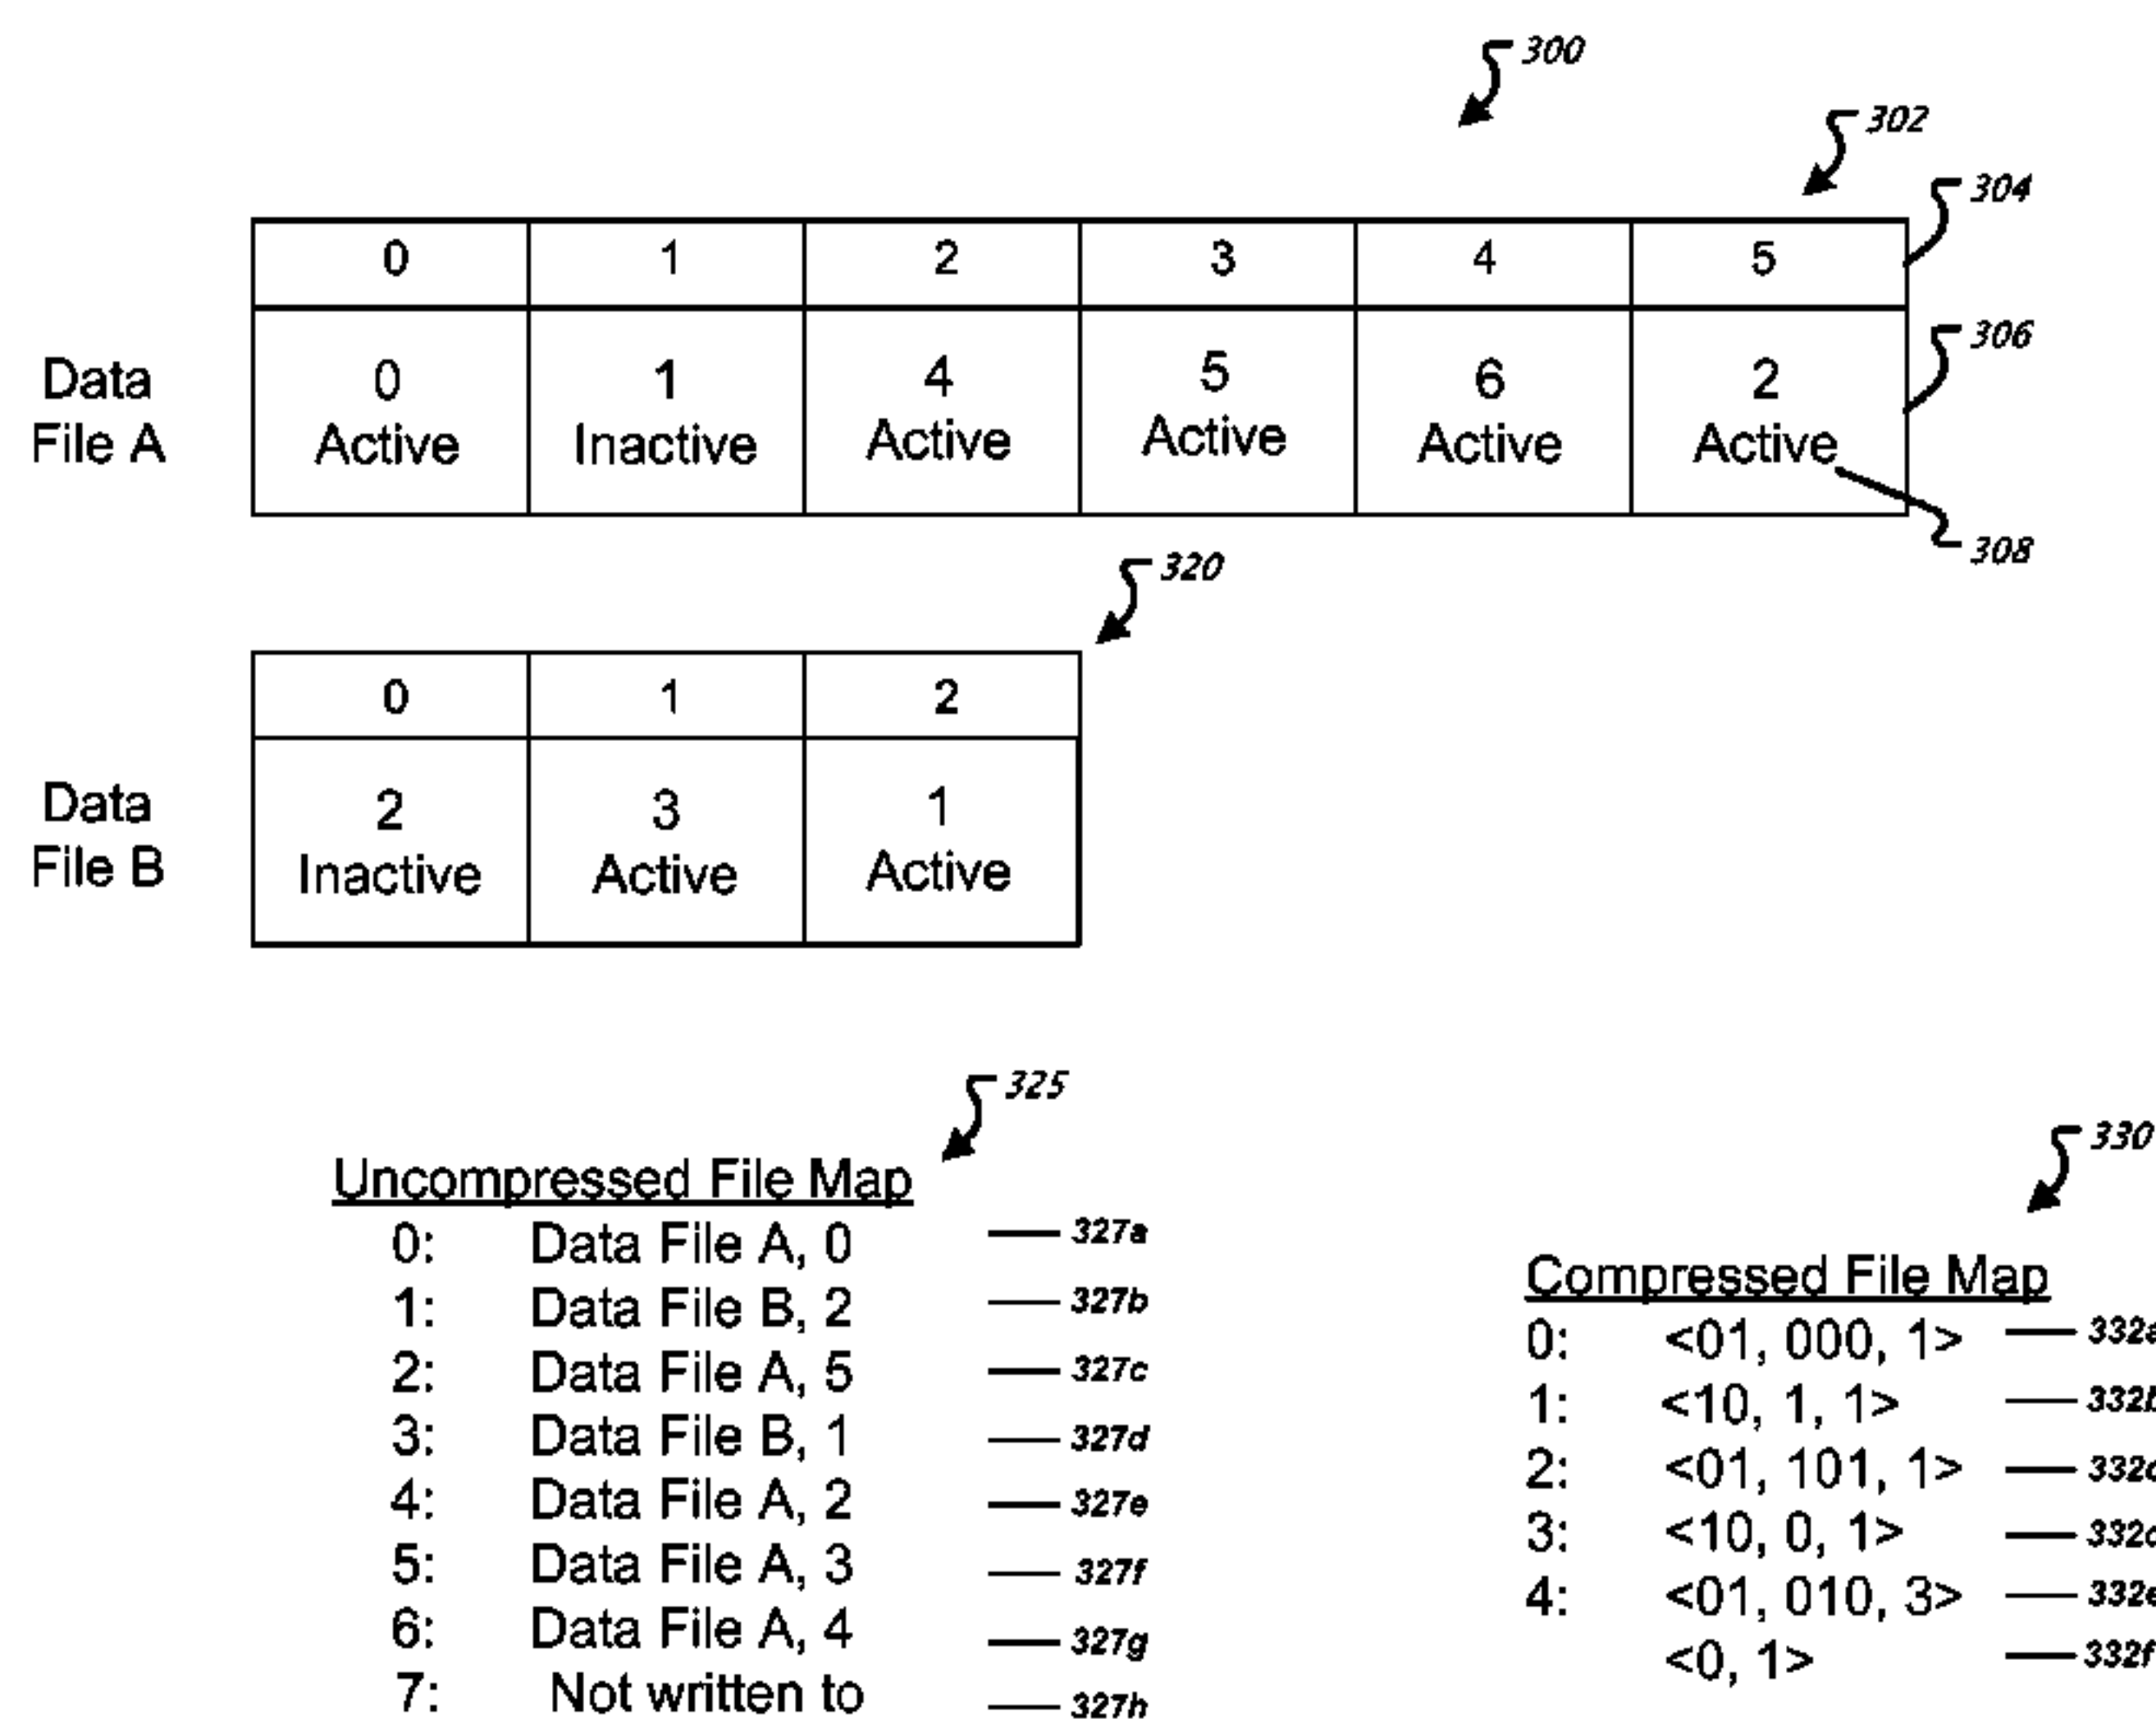 300
302
304
0 1 2 3 4 5
306
Data
File A
0 1 4 5 6 2
Active Inactive Active Active Active Active
308
320
0 1 2
Data
File B
2 3 1
Inactive Active Active
325
330
Uncompressed File Map
0: Data File A, 0 327a
1: Data File B, 2 327b
2: Data File A, 5 327c
3: Data File B, 1 327d
4: Data File A, 2 327e
5: Data File A, 3 327f
6: Data File A, 4 327g
7: Not written to 327h
Compressed File Map
0: <01, 000, 1>
1: <10, 1, 1>
2: <01, 101, 1>
3: <10, 0, 1>
4: <01, 010, 3>
<0, 1> 332f